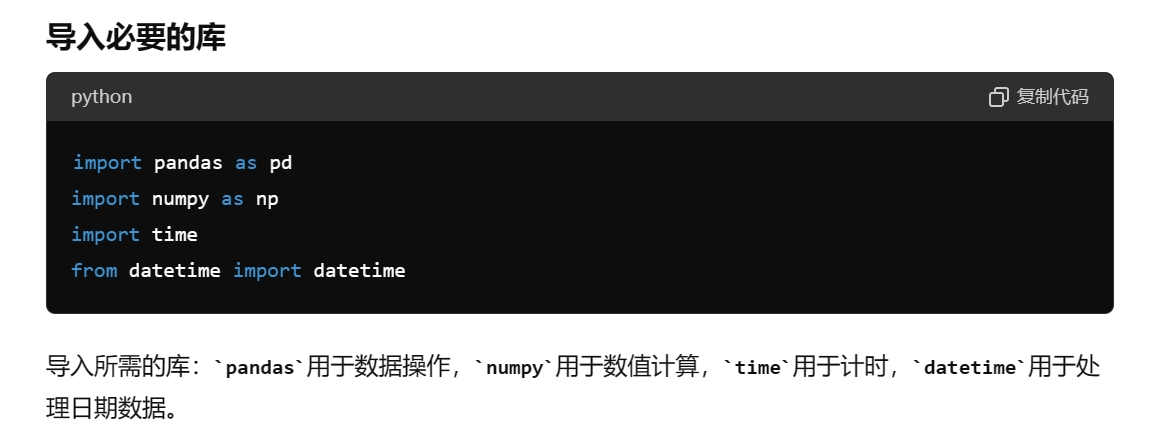 导入必要的库
python
复制代码
import pandas as pd
import numpy as np
import time
from datetime import datetime
导入所需的库：`pandas`用于数据操作，`numpy`用于数值计算，`time`用于计时，`datetime`用于处
理日期数据。